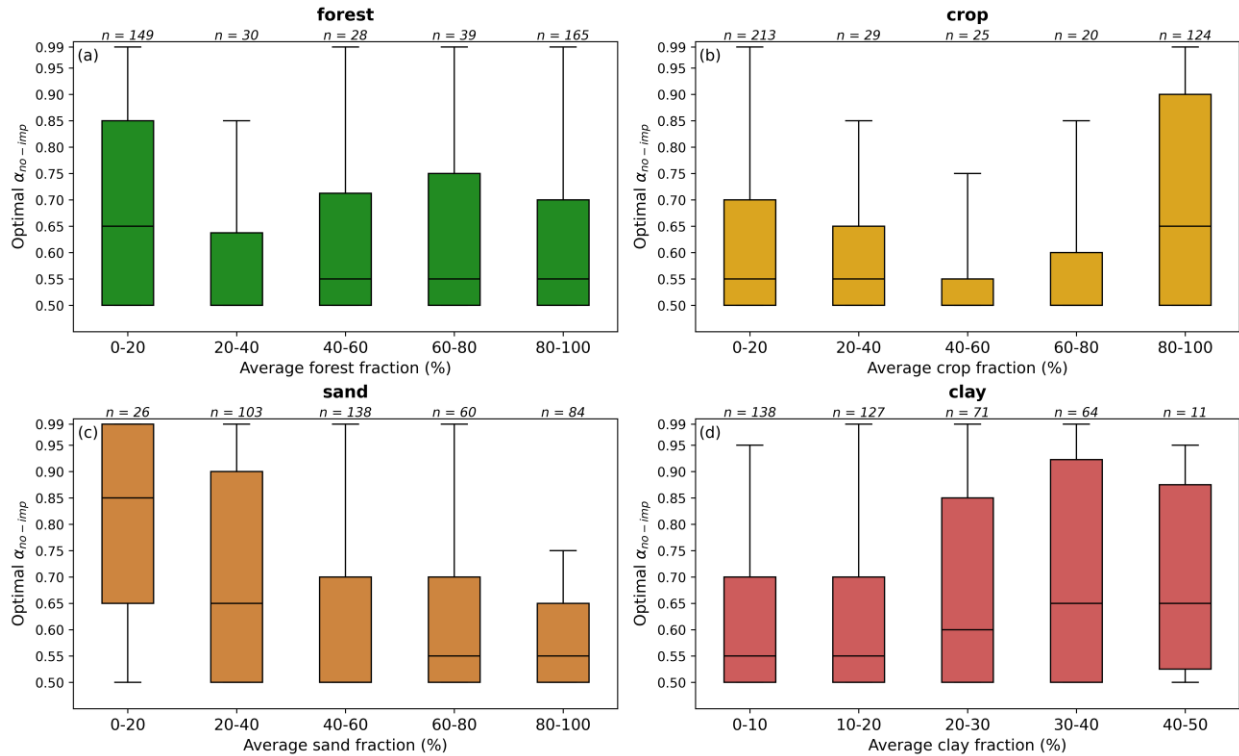 forest
n = 149 n = 30 n = 28 n = 39 n = 165
(a)
0.99
0.95
0.90
0.85
0.80
0.75
0.70
0.65
0.60
0.55
0.50
Optimal α no−imp
0-20 20-40 40-60 60-80 80-100
Average forest fraction (%)
crop
n = 213 n = 29 n = 25 n = 20 n = 124
(b)
0.99
0.95
0.90
0.85
0.80
0.75
0.70
0.65
0.60
0.55
0.50
Optimal α no−imp
0-20 20-40 40-60 60-80 80-100
Average crop fraction (%)
sand
n = 26 n = 103 n = 138 n = 60 n = 84
(c)
0.99
0.95
0.90
0.85
0.80
0.75
0.70
0.65
0.60
0.55
0.50
Optimal α no−imp
0-20 20-40 40-60 60-80 80-100
Average sand fraction (%)
clay
n = 138 n = 127 n = 71 n = 64 n = 11
(d)
0.99
0.95
0.90
0.85
0.80
0.75
0.70
0.65
0.60
0.55
0.50
Optimal α no−imp
0-10 10-20 20-30 30-40 40-50
Average clay fraction (%)